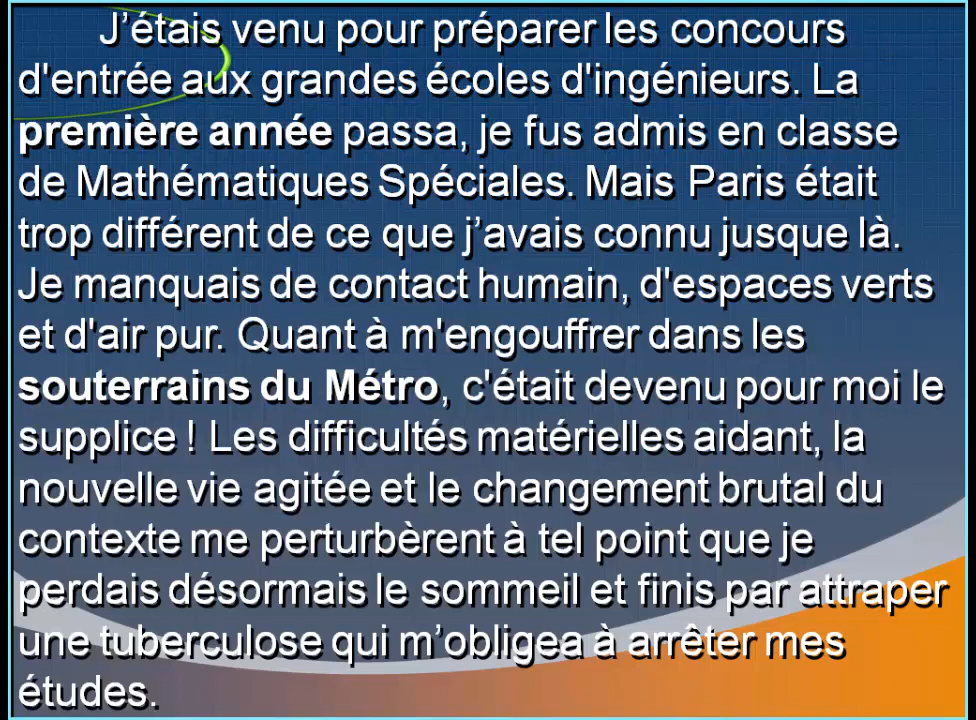 J’étais venu pour préparer les concours
d'entrée aux grandes écoles d'ingénieurs. La
première année passa, je fus admis en classe
de Mathématiques Spéciales. Mais Paris était
trop différent de ce que j’avais connu jusque là.
Je manquais de contact humain, d'espaces verts
et d'air pur. Quant à m'engouffrer dans les
souterrains du Métro, c'était devenu pour moi le
supplice ! Les difficultés matérielles aidant, la
nouvelle vie agitée et le changement brutal du
contexte me perturbèrent à tel point que je
perdais désormais le sommeil et finis par attraper
une tuberculose qui m’obligea à arrêter mes
études.